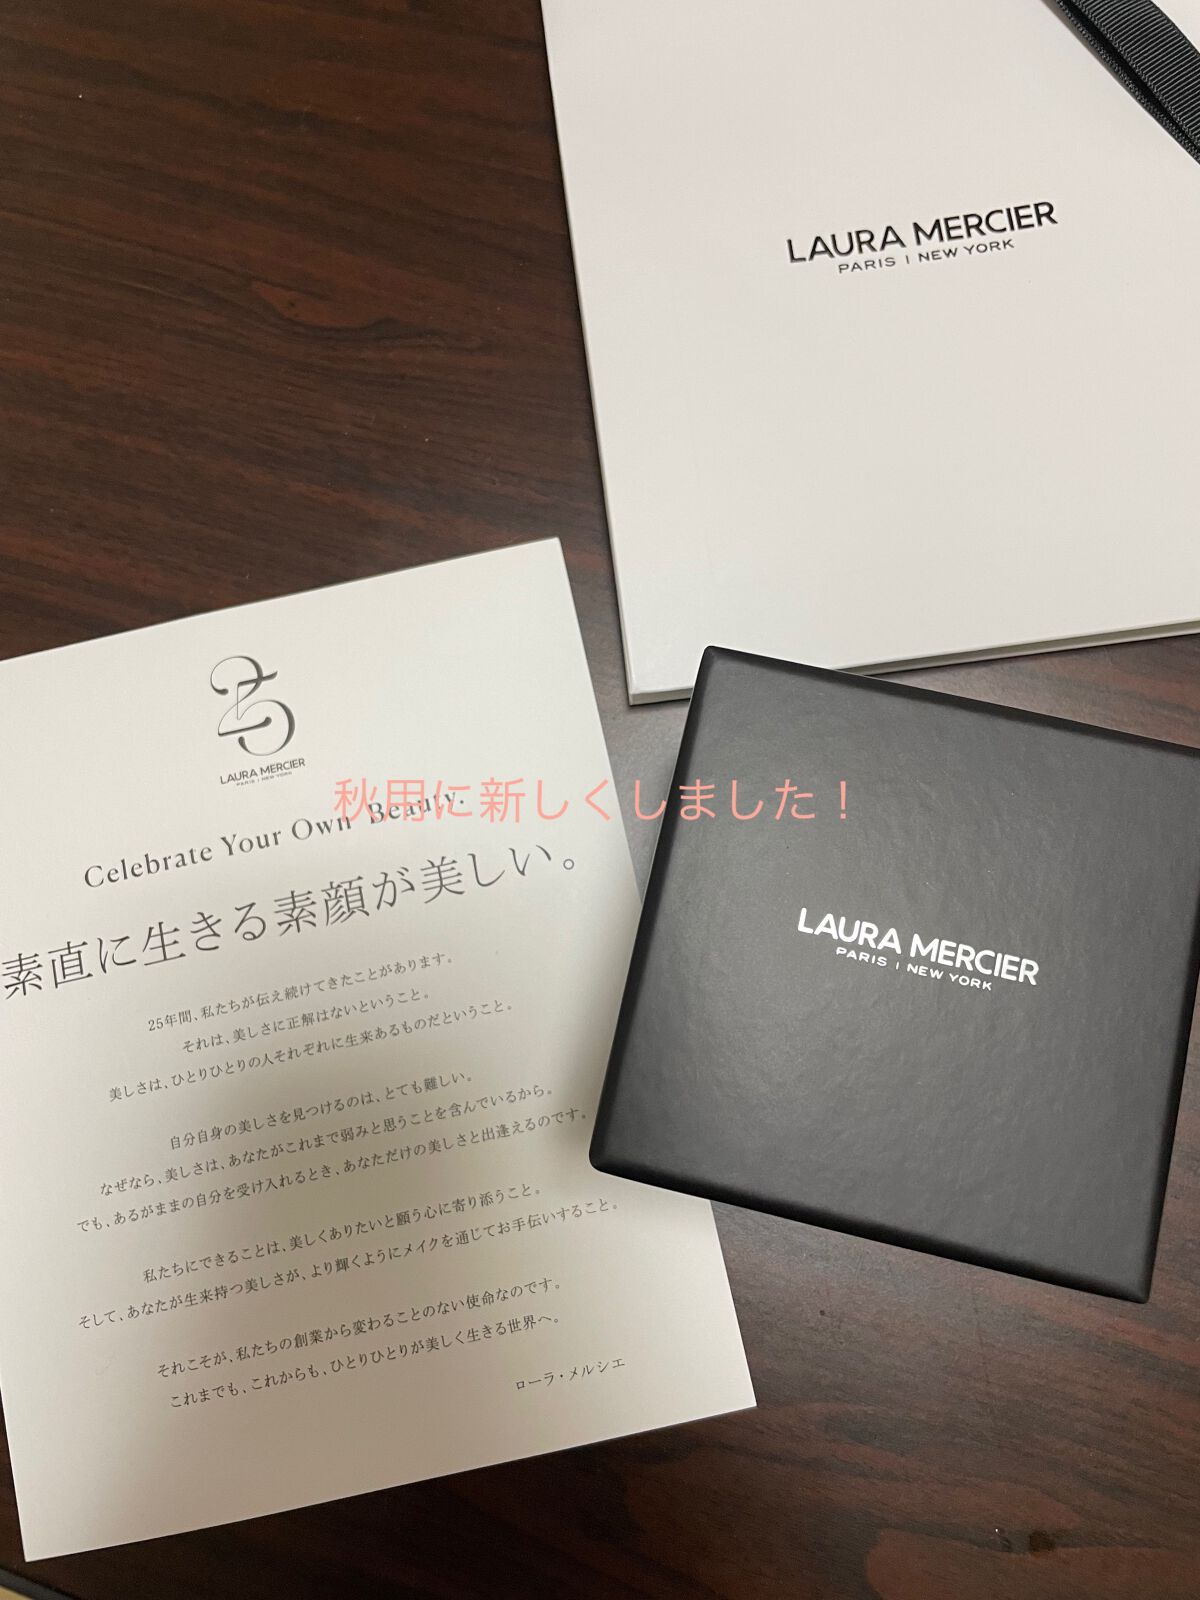 LAURA MERCIER
PARIS | NEW YORK
25
LAURA MERCIER
PARIS | NEW YORK
秋用に新しくしました！
Celebrate Your Own Beauty.
素直に生きる素顔が美しい。
25年間、私たちが伝え続けてきたことがあります。
それは、美しさに正解はないということ。
美しさは、ひとりひとりの人それぞれに生来あるものだということ。
自分自身の美しさを見つけるのは、とても難しい。
なぜなら、美しさは、あなたがこれまで弱みと思うことを含んでいるから。
でも、あるがままの自分を受け入れるとき、あなただけの美しさと出逢えるのです。
私たちにできることは、美しくありたいと願う心に寄り添うこと。
そして、あなたが生来持つ美しさが、より輝くようにメイクを通じてお手伝いすること。
それこそが、私たちの創業から変わることのない使命なのです。
これまでも、これからも、ひとりひとりが美しく生きる世界へ。
ローラ・メルシエ
LAURA MERCIER
PARIS | NEW YORK